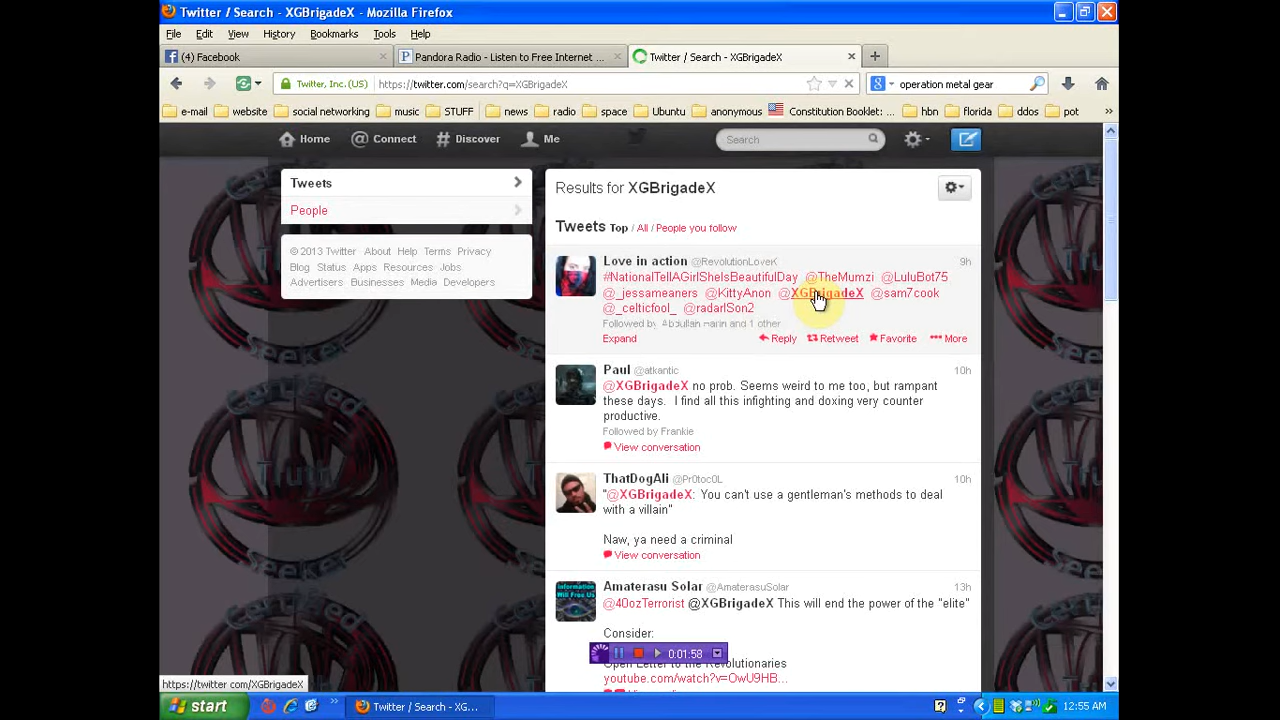 Twitter / Search - XGBrigadeX - Mozilla Firefox
File Edit View History Bookmarks Tools Help
(4) Facebook
Pandora Radio - Listen to Free Internet ...
Twitter / Search - XGBrigadeX
Twitter, Inc. (US)
https://twitter.com/search?q=XGBrigadeX
operation metal gear
e-mail website social networking music STUFF news radio space Ubuntu anonymous Constitution Booklet: ... hbn florida ddos pot
Home Connect Discover Me
Search
Tweets
People
© 2013 Twitter About Help Terms Privacy
Blog Status Apps Resources Jobs
Advertisers Businesses Media Developers
Results for XGBrigadeX
Tweets Top / All / People you follow
Love in action @RevolutionLoveK 9h
#NationalTellAGirlSheIsBeautifulDay @TheMumzi @LuluBot75
@_jessameaners @KittyAnon @XGBrigadeX @sam7cook
@_celticfool_ @radarlSon2
Followed by Abdullah marin and 1 other
Expand Reply Retweet Favorite More
Paul @atkantic 10h
@XGBrigadeX no prob. Seems weird to me too, but rampant
these days. I find all this infighting and doxing very counter
productive.
Followed by Frankie
View conversation
ThatDogAli @Pr0toc0L 10h
"@XGBrigadeX: You can't use a gentleman's methods to deal
with a villain"
Naw, ya need a criminal
View conversation
Amaterasu Solar @AmaterasuSolar 13h
@40ozTerrorist @XGBrigadeX This will end the power of the "elite"
Consider:
Open Letter to the Revolutionaries
youtube.com/watch?v=OwU9HB...
0:01:58
Certified
Truth
Seeker
Information
Will Free Us
https://twitter.com/XGBrigadeX
start
Twitter / Search - XG...
12:55 AM